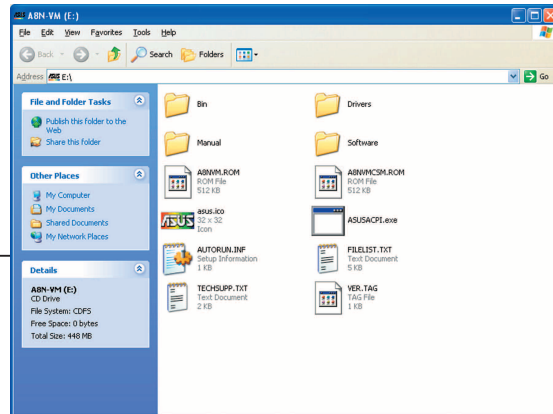 A8N-VM (E:)
File Edit View Favorites Tools Help
Back Search Folders
Address E:\ Go
File and Folder Tasks
Publish this folder to the
Web
Share this folder
Other Places
My Computer
My Documents
Shared Documents
My Network Places
Details
A8N-VM (E:)
CD Drive
File System: CDFS
Free Space: 0 bytes
Total Size: 448 MB
Bin
Drivers
Manual
Software
A8NVM.ROM
ROM File
512 KB
A8NVMCSM.ROM
ROM File
512 KB
asus.ico
32 x 32
Icon
ASUSACPI.exe
AUTORUN.INF
Setup Information
1 KB
FILELIST.TXT
Text Document
5 KB
TECHSUPP.TXT
Text Document
2 KB
VER.TAG
TAG File
1 KB